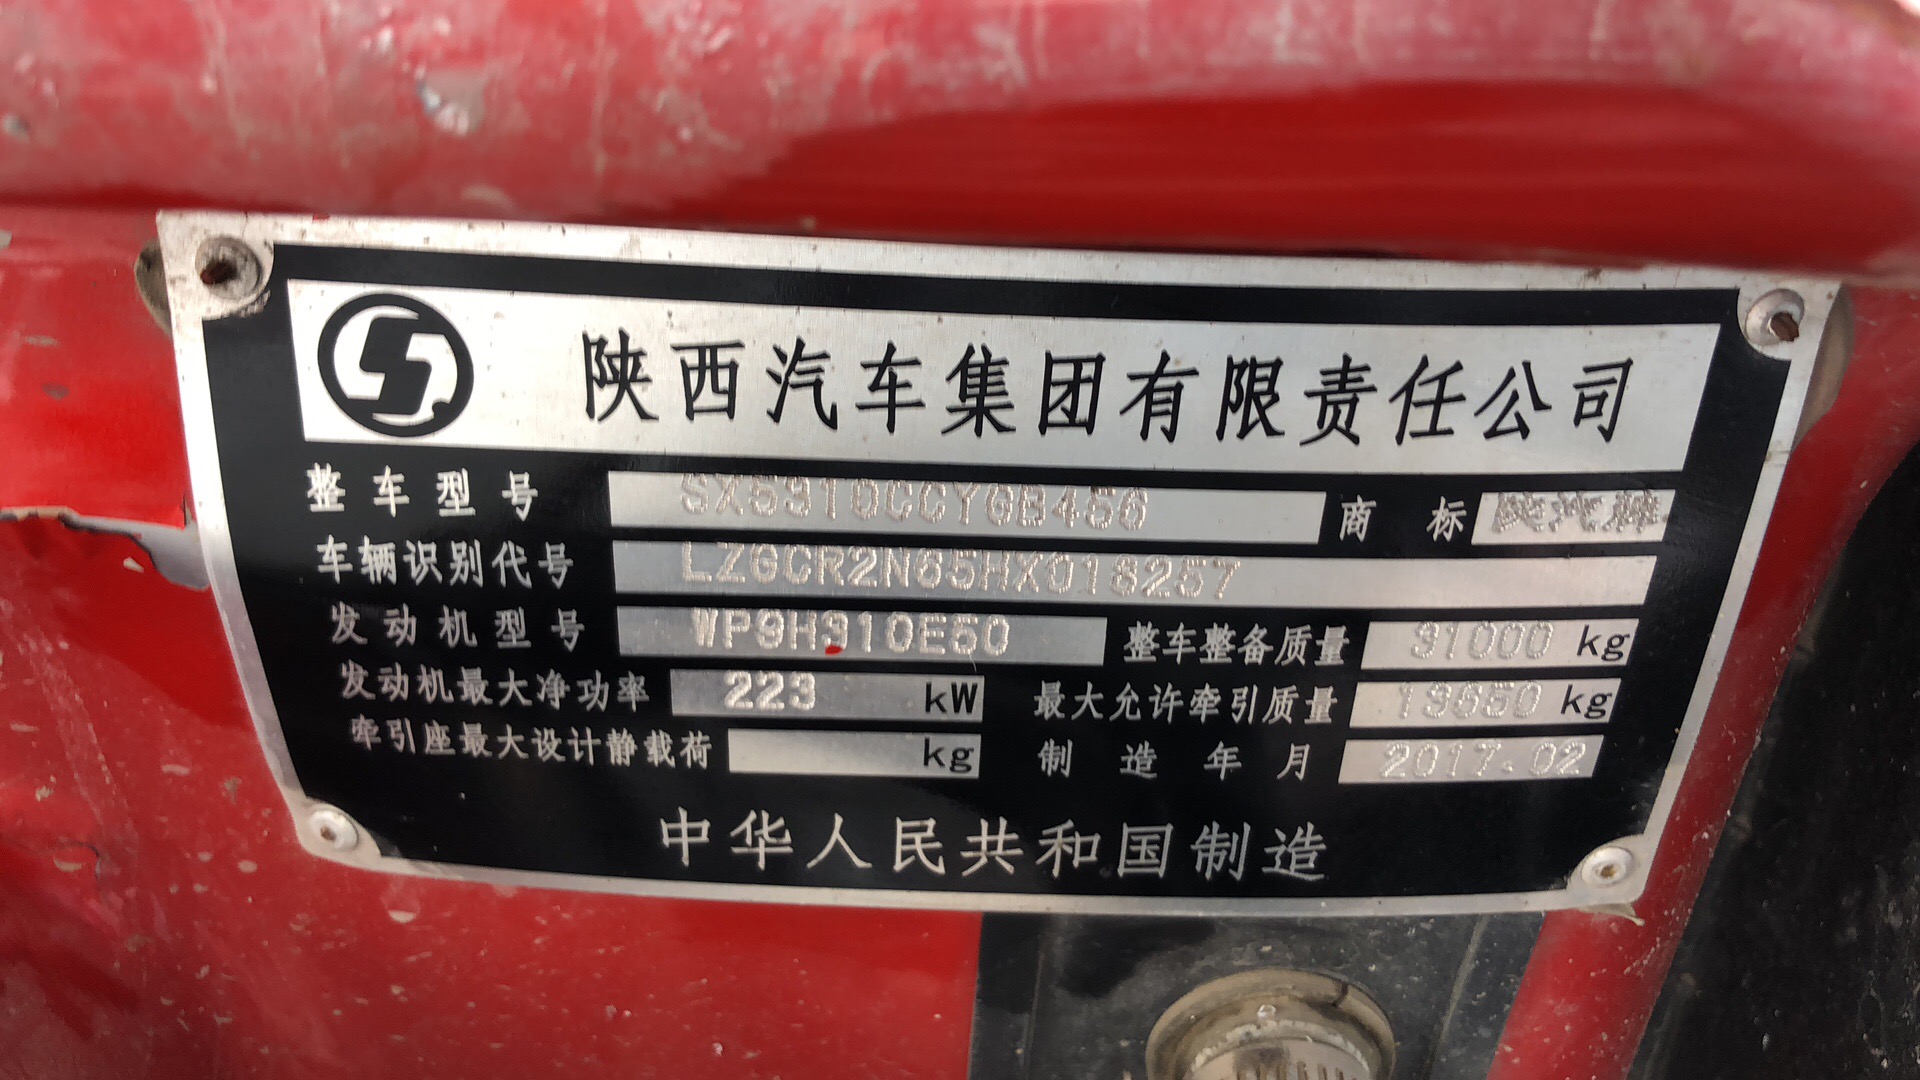 陕西汽车集团有限责任公司
整车型号 SX5310CCYGB456 商标 陕汽牌
车辆识别代号 LZGCR2N65HX018257
发动机型号 WP9H310E50 整车整备质量 31000 kg
发动机最大净功率 223 kW 最大允许牵引质量 13650 kg
牵引座最大设计静载荷 kg 制造年月 2017.02
中华人民共和国制造